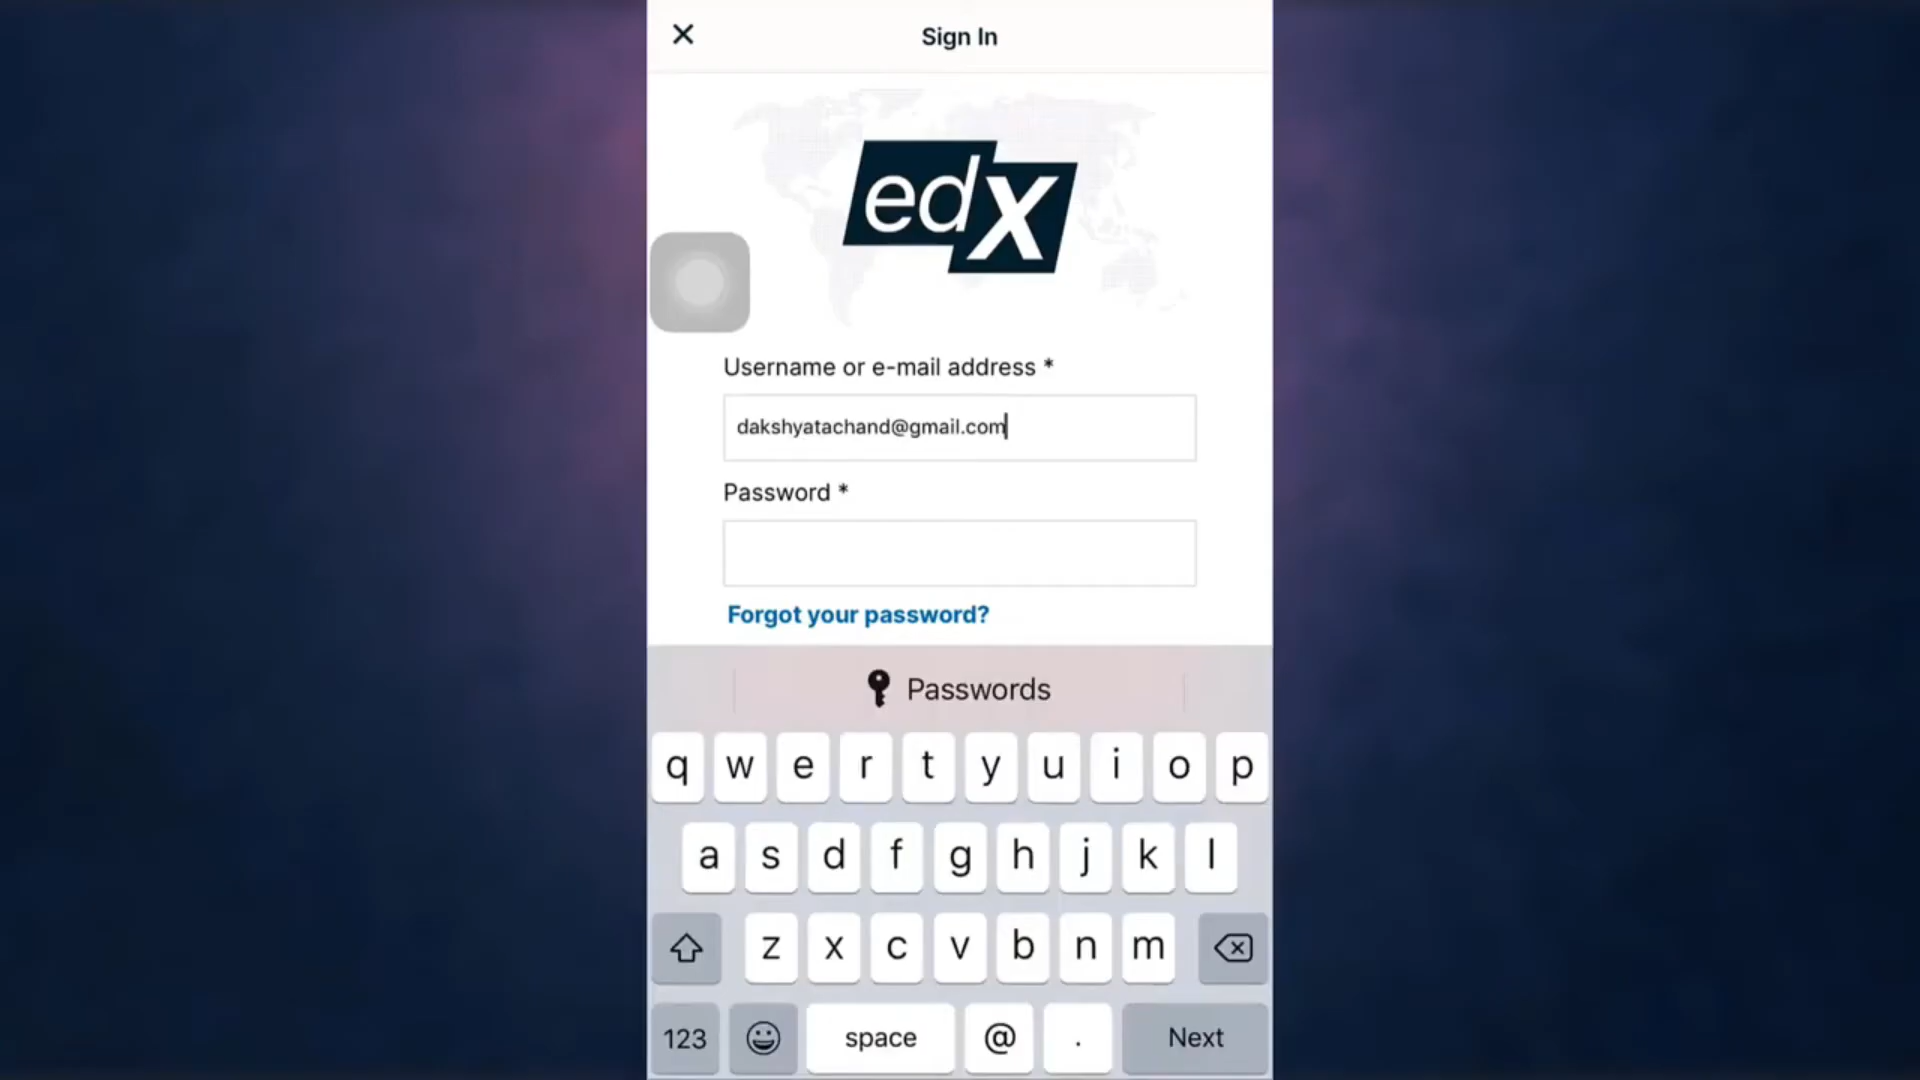 Sign In
edX
Username or e-mail address *
dakshyatachand@gmail.com
Password *
Forgot your password?
Passwords
q w e r t y u i o p
a s d f g h j k l
z x c v b n m
123 space @ . Next